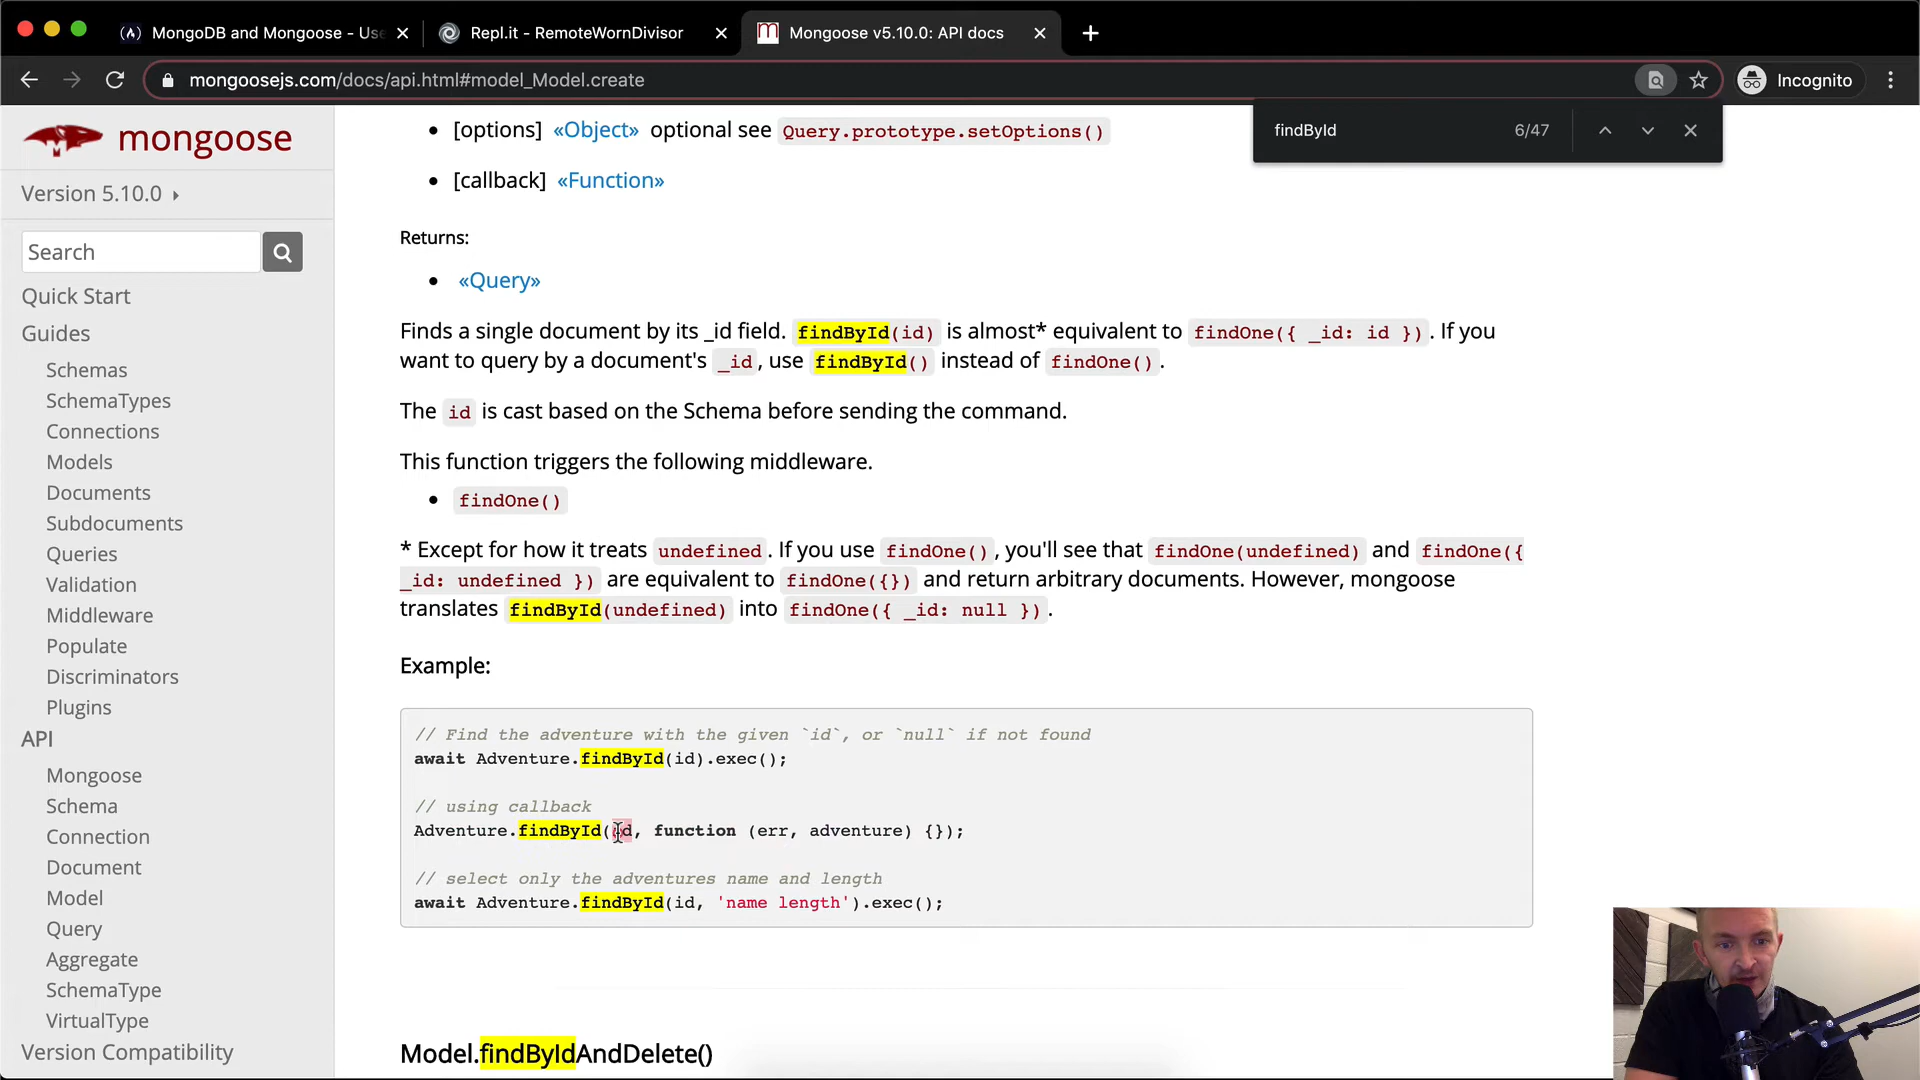 MongoDB and Mongoose - Use
Repl.it - RemoteWornDivisor
Mongoose v5.10.0: API docs
mongoosejs.com/docs/api.html#model_Model.create
Incognito
findById 6/47
mongoose
Version 5.10.0
Search
Quick Start
Guides
Schemas
SchemaTypes
Connections
Models
Documents
Subdocuments
Queries
Validation
Middleware
Populate
Discriminators
Plugins
API
Mongoose
Schema
Connection
Document
Model
Query
Aggregate
SchemaType
VirtualType
Version Compatibility
• [options] «Object» optional see Query.prototype.setOptions()
• [callback] «Function»
Returns:
• «Query»
Finds a single document by its _id field. findById(id) is almost* equivalent to findOne({ _id: id }). If you
want to query by a document's _id, use findById() instead of findOne().
The id is cast based on the Schema before sending the command.
This function triggers the following middleware.
• findOne()
* Except for how it treats undefined. If you use findOne(), you'll see that findOne(undefined) and findOne({
_id: undefined }) are equivalent to findOne({}) and return arbitrary documents. However, mongoose
translates findById(undefined) into findOne({ _id: null }).
Example:
// Find the adventure with the given `id`, or `null` if not found
await Adventure.findById(id).exec();
// using callback
Adventure.findById(id, function (err, adventure) {});
// select only the adventures name and length
await Adventure.findById(id, 'name length').exec();
Model.findByIdAndDelete()